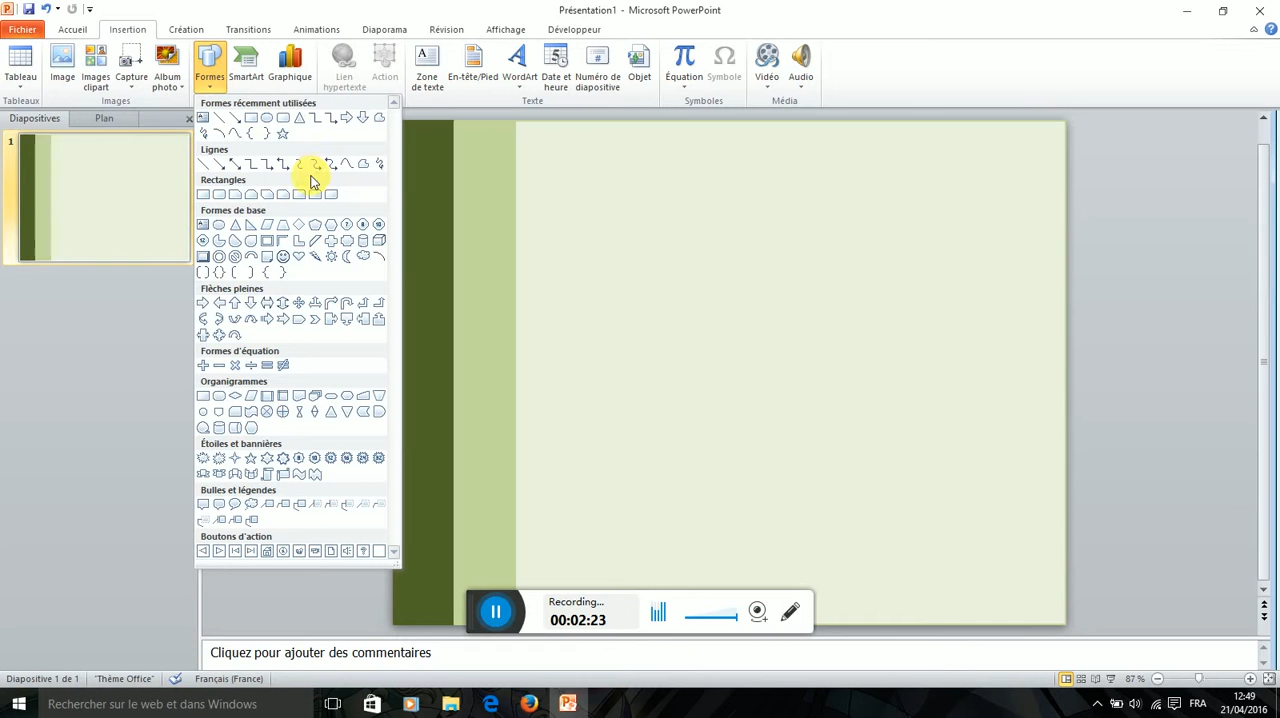 Présentation1 - Microsoft PowerPoint
Fichier Accueil Insertion Création Transitions Animations Diaporama Révision Affichage Développeur
Tableau Image Images clipart Capture Album photo Formes SmartArt Graphique Lien hypertexte Action Zone de texte En-tête/Pied WordArt Date et heure Numéro de diapositive Objet Équation Symbole Vidéo Audio
Tableaux Images Texte Symboles Média
Diapositives Plan
1
Formes récemment utilisées
Lignes
Rectangles
Formes de base
Flèches pleines
Formes d'équation
Organigrammes
Étoiles et bannières
Bulles et légendes
Boutons d'action
Recording...
00:02:23
Cliquez pour ajouter des commentaires
Diapositive 1 de 1 "Thème Office" Français (France) 87 %
Rechercher sur le web et dans Windows
FR
12:49
21/04/2016